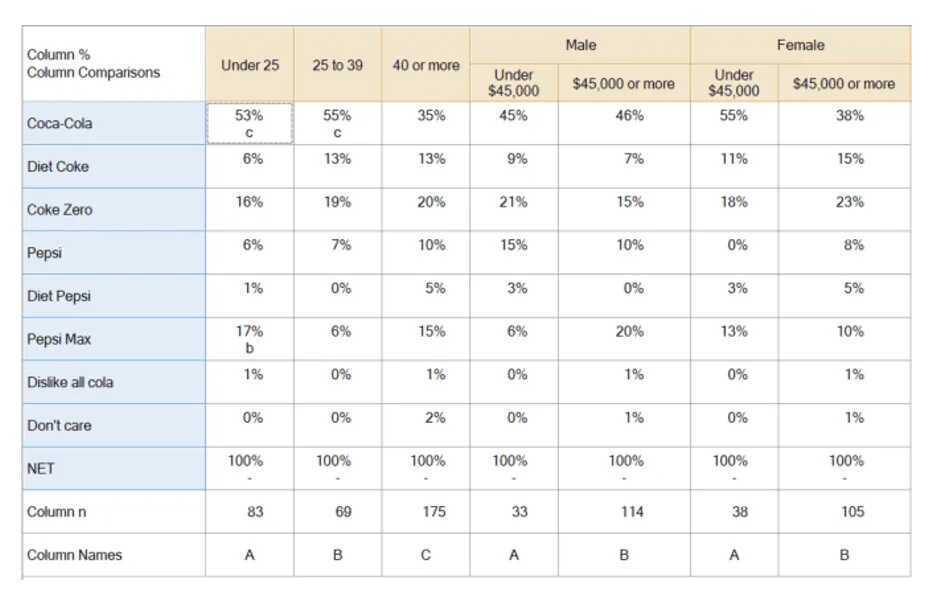 Column %
Column Comparisons
Under 25
25 to 39
40 or more
Male
Female
Under
$45,000
$45,000 or more
Under
$45,000
$45,000 or more
Coca-Cola 53% 55% 35% 45% 46% 55% 38%
c c
Diet Coke 6% 13% 13% 9% 7% 11% 15%
Coke Zero 16% 19% 20% 21% 15% 18% 23%
Pepsi 6% 7% 10% 15% 10% 0% 8%
Diet Pepsi 1% 0% 5% 3% 0% 3% 5%
Pepsi Max 17% 6% 15% 6% 20% 13% 10%
b
Dislike all cola 1% 0% 1% 0% 1% 0% 1%
Don't care 0% 0% 2% 0% 1% 0% 1%
NET 100% 100% 100% 100% 100% 100% 100%
- - - - - - -
Column n 83 69 175 33 114 38 105
Column Names A B C A B A B